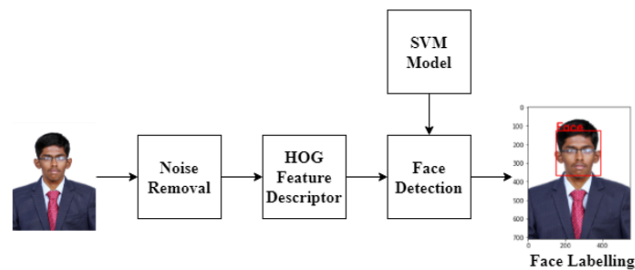 SVM
Model
Noise
Removal
HOG
Feature
Descriptor
Face
Detection
Face
0
100
200
300
400
500
600
700
0
200
400
Face Labelling